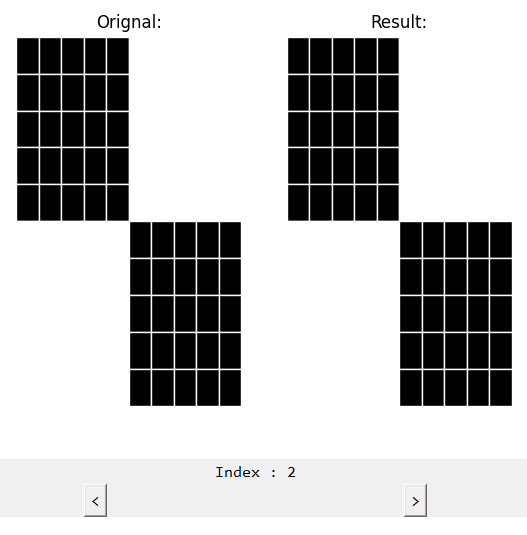 Orignal:
Result:
Index : 2
<
>